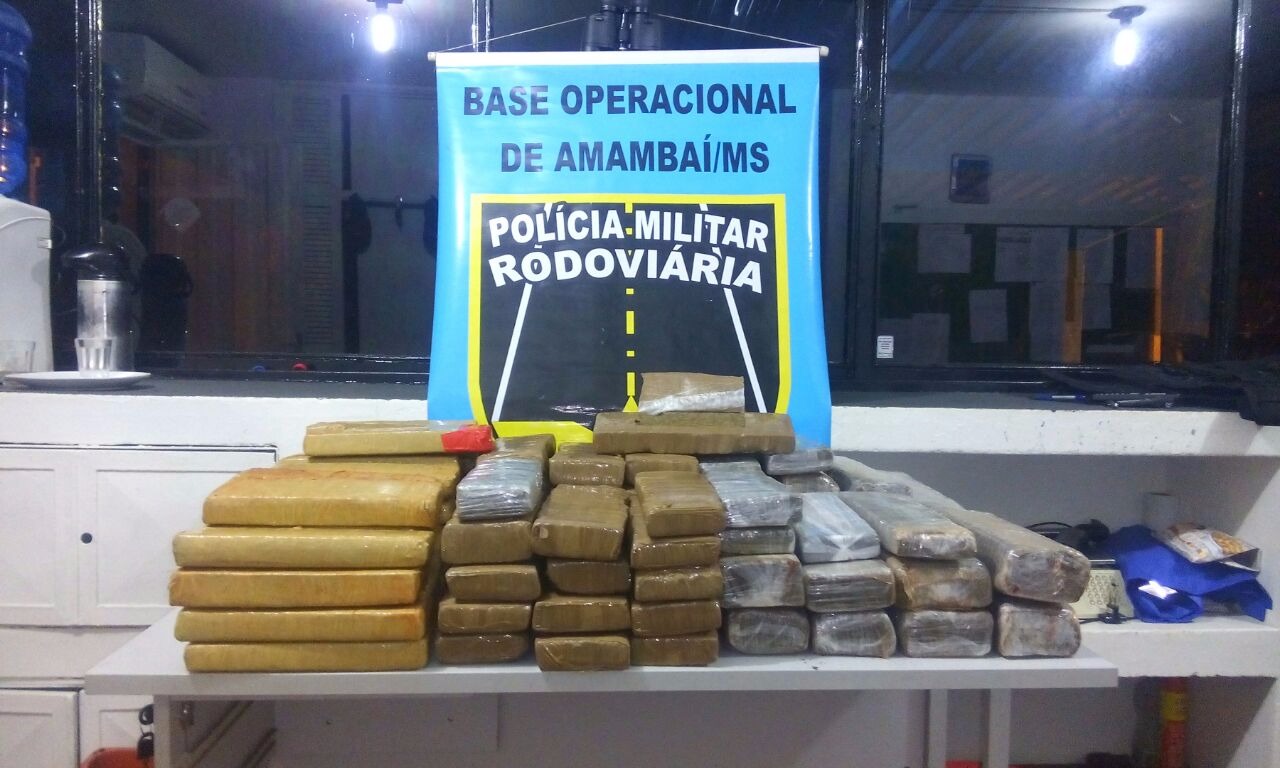 BASE OPERACIONAL
DE AMAMBAÍ/MS
POLÍCIA MILITAR
RODOVIÁRIA